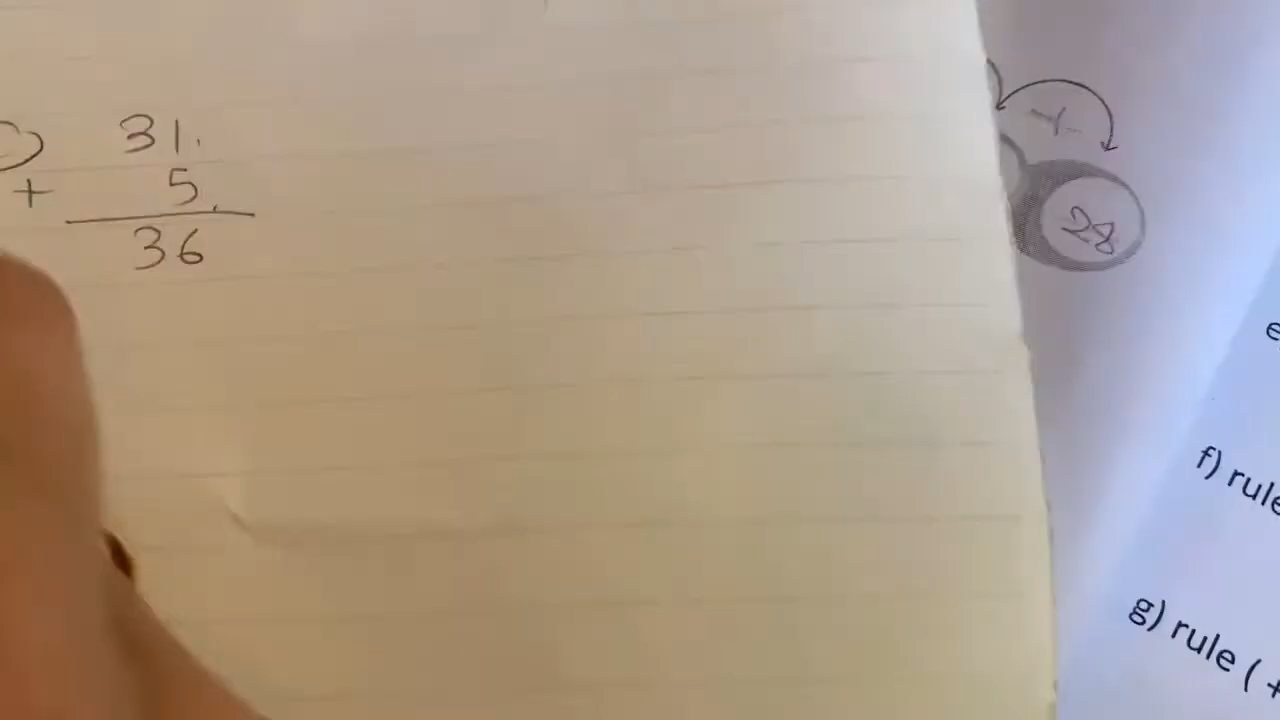 31.
+ 5.
36
28
f) rule
g) rule ( +